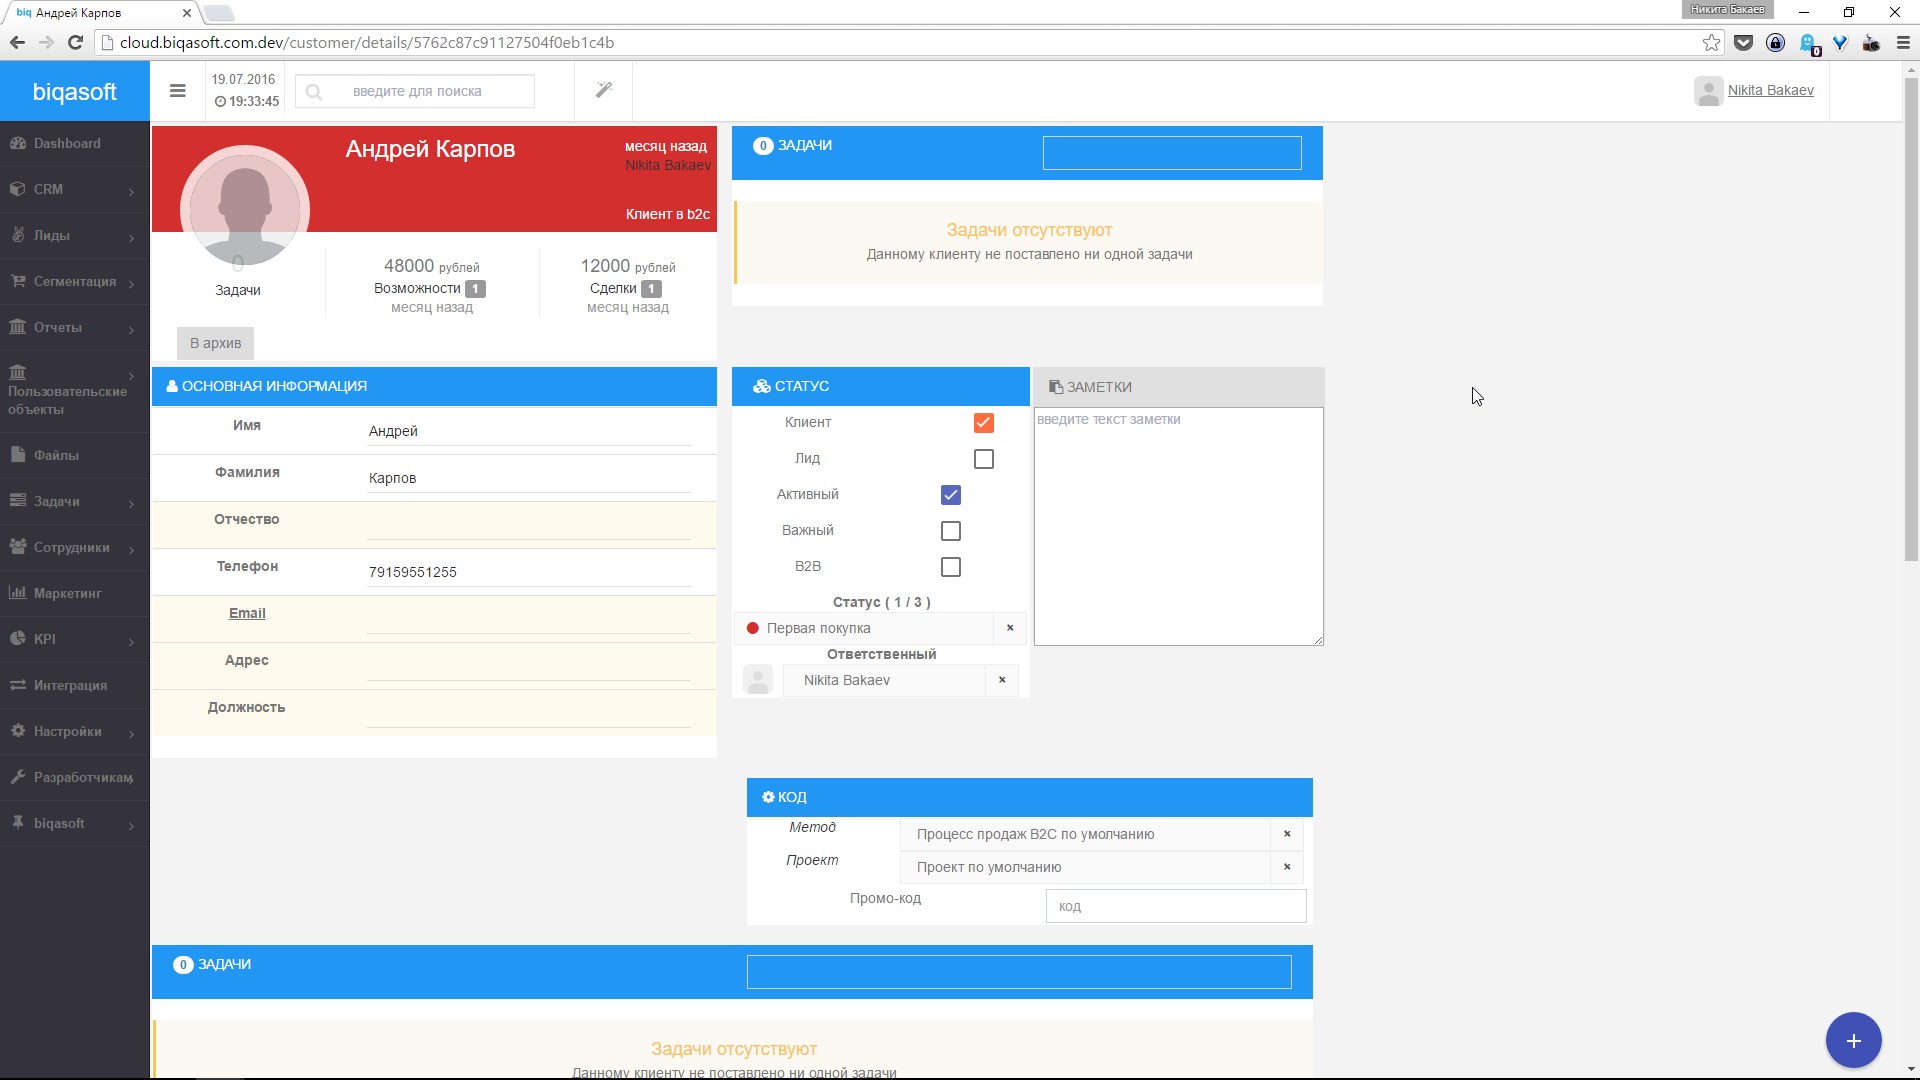 biq Андрей Карпов
Никита Бакаев
cloud.biqasoft.com.dev/customer/details/5762c87c91127504f0eb1c4b
0
biqasoft
19.07.2016
19:33:45
введите для поиска
Nikita Bakaev
Dashboard
CRM
Лиды
Сегментация
Отчеты
Пользовательские
объекты
Файлы
Задачи
Сотрудники
Маркетинг
KPI
Интеграция
Настройки
Разработчикам
biqasoft
Андрей Карпов
месяц назад
Nikita Bakaev
Клиент в b2c
0
Задачи
48000 рублей
Возможности 1
месяц назад
12000 рублей
Сделки 1
месяц назад
В архив
0 ЗАДАЧИ
Задачи отсутствуют
Данному клиенту не поставлено ни одной задачи
ОСНОВНАЯ ИНФОРМАЦИЯ
Имя
Андрей
Фамилия
Карпов
Отчество
Телефон
79159551255
Email
Адрес
Должность
СТАТУС
Клиент
Лид
Активный
Важный
B2B
Статус ( 1 / 3 )
Первая покупка ×
Ответственный
Nikita Bakaev ×
ЗАМЕТКИ
введите текст заметки
КОД
Метод
Процесс продаж B2C по умолчанию ×
Проект
Проект по умолчанию ×
Промо-код
код
0 ЗАДАЧИ
Задачи отсутствуют
Данному клиенту не поставлено ни одной задачи